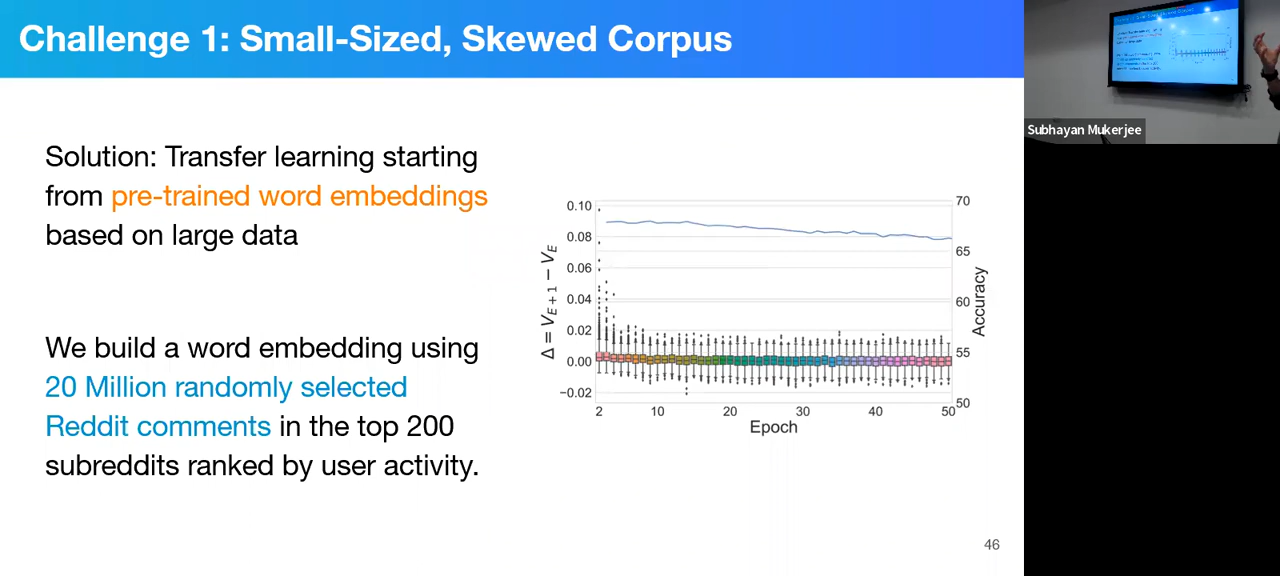 Challenge 1: Small-Sized, Skewed Corpus
Solution: Transfer learning starting
from pre-trained word embeddings
based on large data
We build a word embedding using
20 Million randomly selected
Reddit comments in the top 200
subreddits ranked by user activity.
Δ = V_{E+1} − V_E
0.10
0.08
0.06
0.04
0.02
0.00
−0.02
2 10 20 30 40 50
Epoch
70
65
60
55
50
Accuracy
46
Subhayan Mukerjee